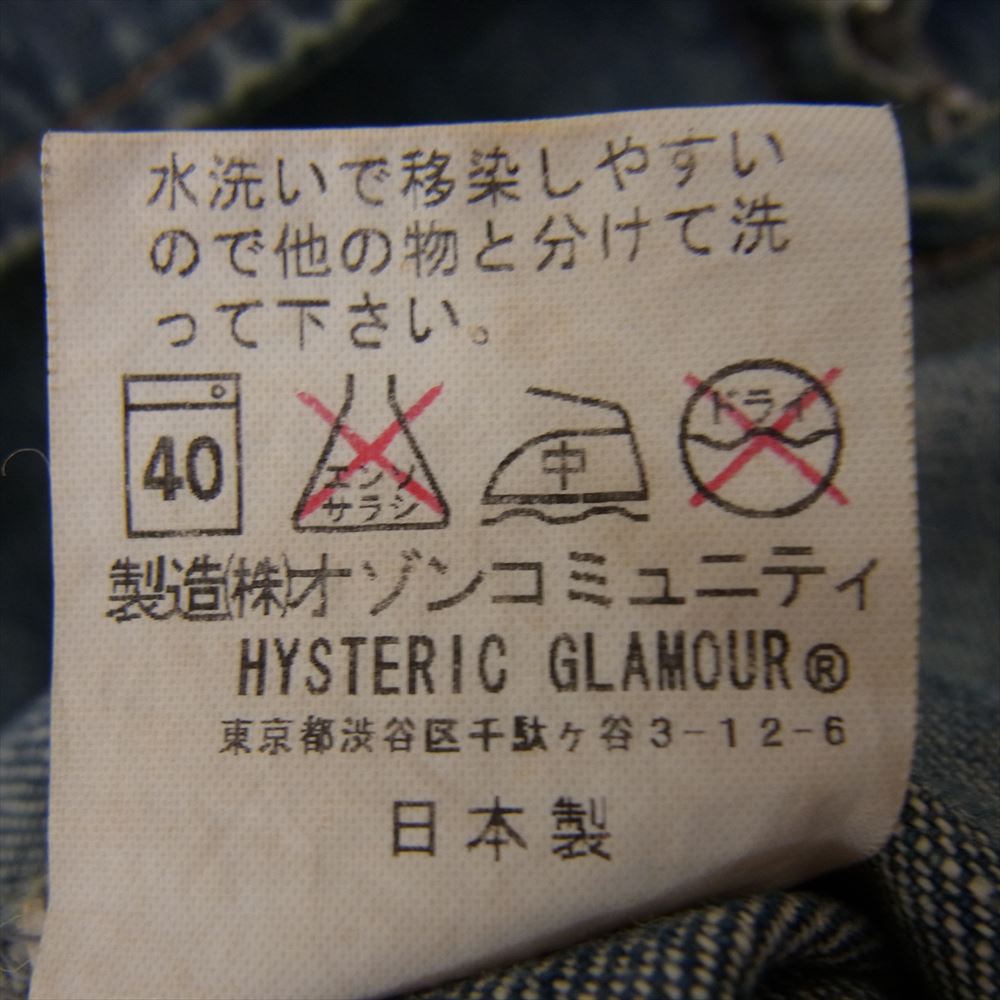 水洗いで移染しやすい
ので他の物と分けて洗
って下さい。
40
エンソ
サラシ
中
ドライ
製造(株)オゾンコミュニティ
HYSTERIC GLAMOUR®
東京都渋谷区千駄ヶ谷3-12-6
日本製